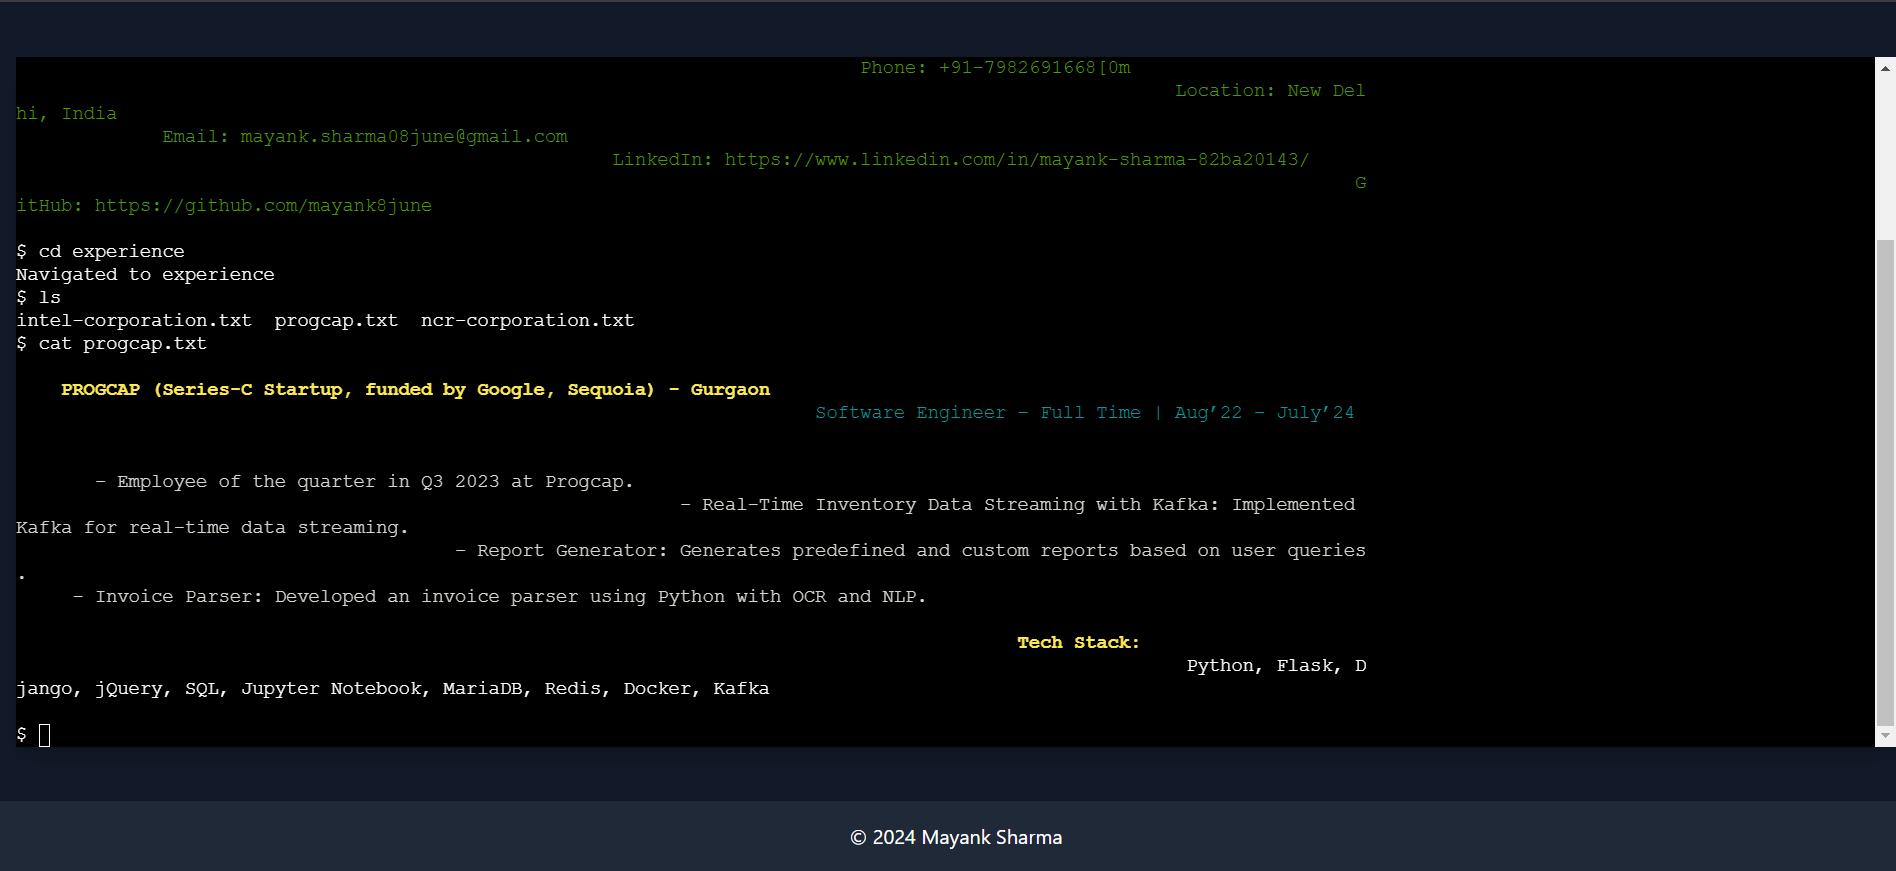 Phone: +91-7982691668[0m
Location: New Del
hi, India
Email: mayank.sharma08june@gmail.com
LinkedIn: https://www.linkedin.com/in/mayank-sharma-82ba20143/
G
itHub: https://github.com/mayank8june
$ cd experience
Navigated to experience
$ ls
intel-corporation.txt  progcap.txt  ncr-corporation.txt
$ cat progcap.txt
PROGCAP (Series-C Startup, funded by Google, Sequoia) - Gurgaon
Software Engineer - Full Time | Aug’22 - July’24
- Employee of the quarter in Q3 2023 at Progcap.
- Real-Time Inventory Data Streaming with Kafka: Implemented
Kafka for real-time data streaming.
- Report Generator: Generates predefined and custom reports based on user queries
.
- Invoice Parser: Developed an invoice parser using Python with OCR and NLP.
Tech Stack:
Python, Flask, D
jango, jQuery, SQL, Jupyter Notebook, MariaDB, Redis, Docker, Kafka
$
© 2024 Mayank Sharma